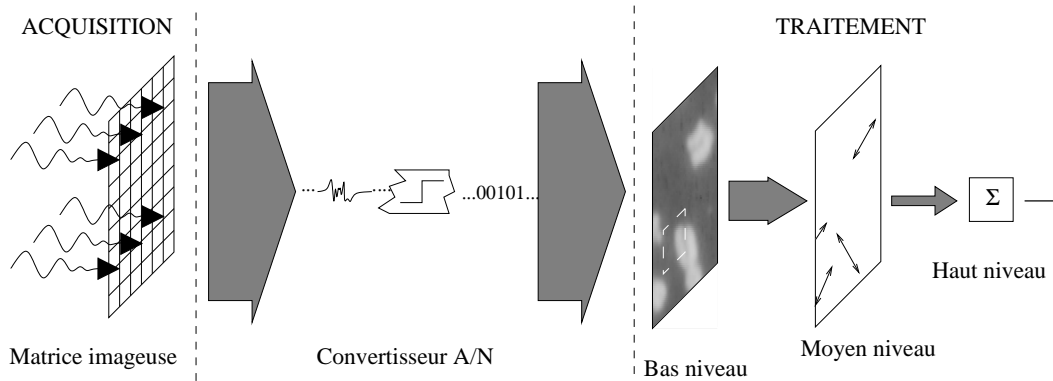 ACQUISITION
TRAITEMENT
...00101...
Σ
Haut niveau
Matrice imageuse
Convertisseur A/N
Bas niveau
Moyen niveau